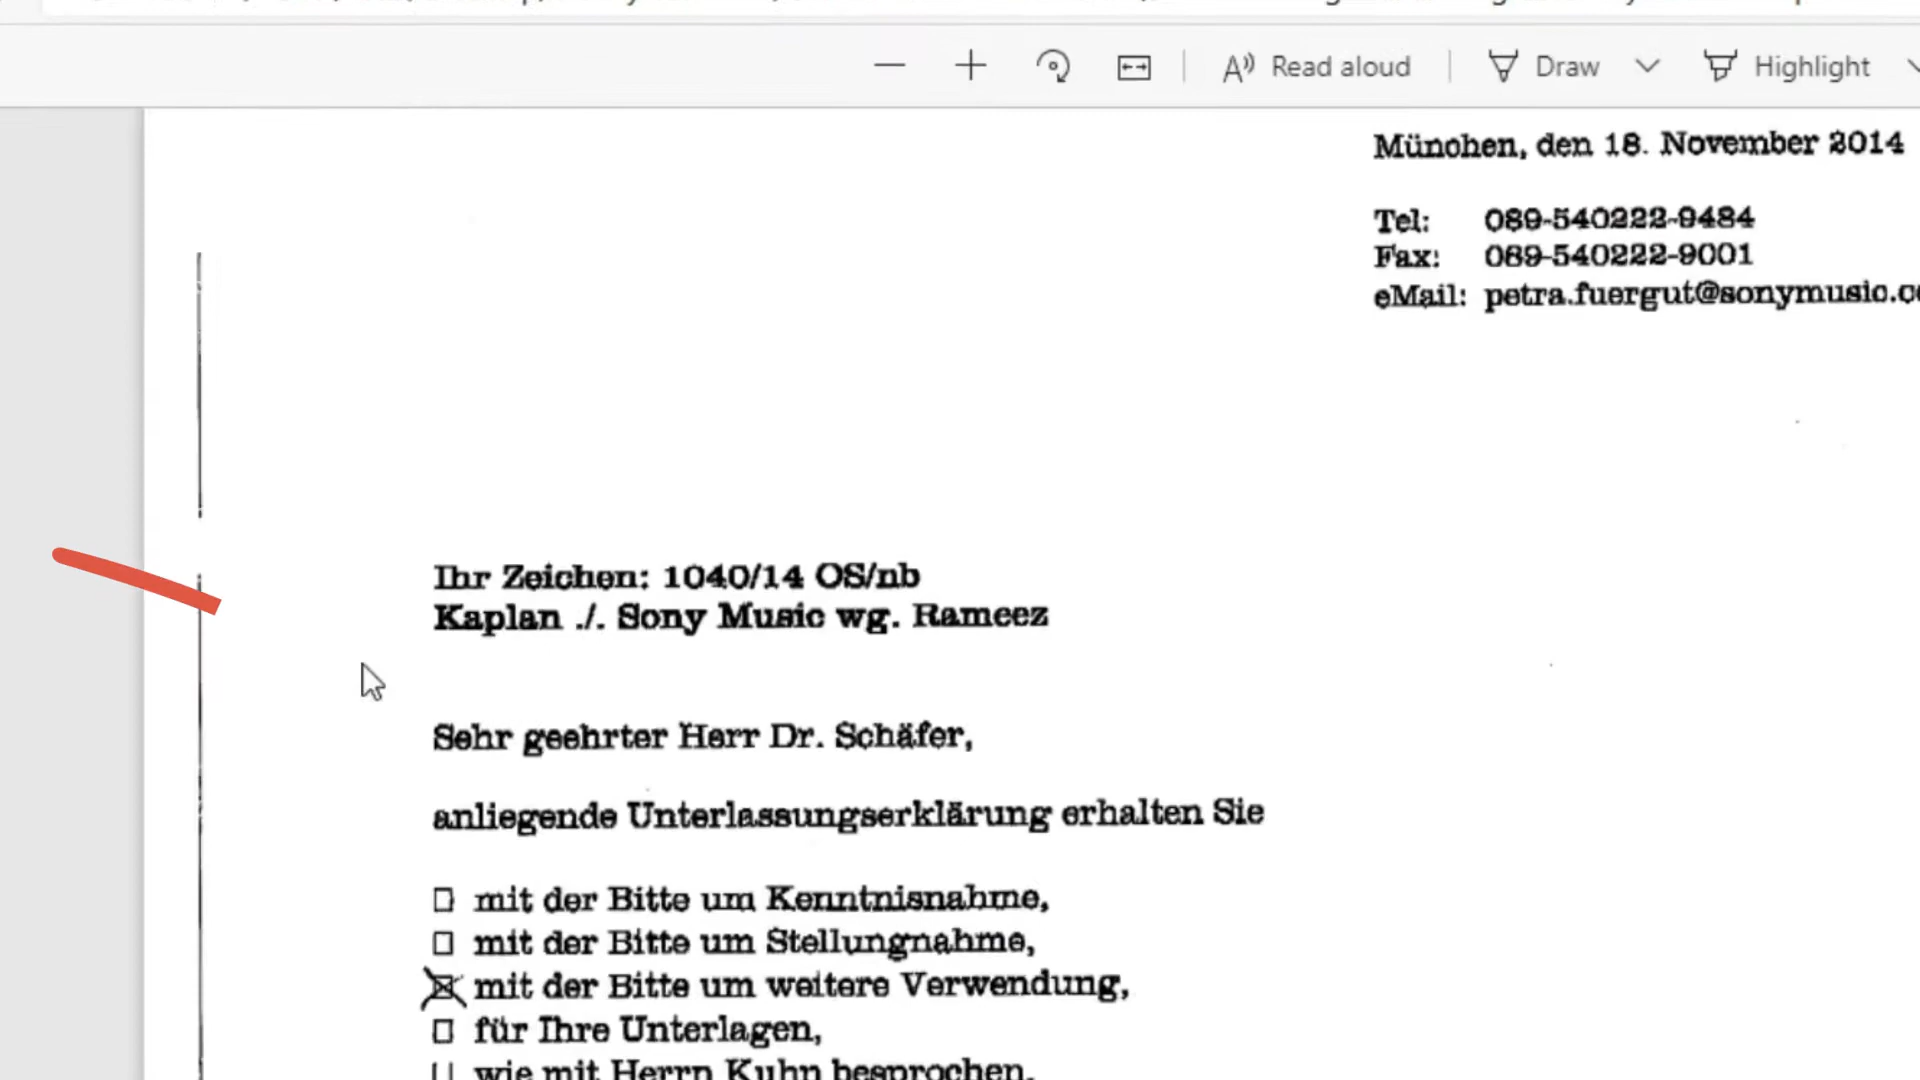 Read aloud
Draw
Highlight
München, den 18. November 2014
Tel: 089-540222-9484
Fax: 089-540222-9001
eMail: petra.fuergut@sonymusic.c
Ihr Zeichen: 1040/14 OS/nb
Kaplan ./. Sony Music wg. Rameez
Sehr geehrter Herr Dr. Schäfer,
anliegende Unterlassungserklärung erhalten Sie
mit der Bitte um Kenntnisnahme,
mit der Bitte um Stellungnahme,
mit der Bitte um weitere Verwendung,
für Ihre Unterlagen,
wie mit Herrn Kuhn besprochen,